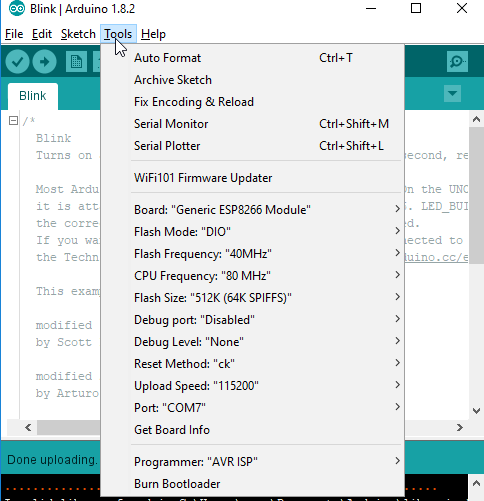 Blink | Arduino 1.8.2
File Edit Sketch Tools Help
Auto Format Ctrl+T
Archive Sketch
Fix Encoding & Reload
Serial Monitor Ctrl+Shift+M
Serial Plotter Ctrl+Shift+L
WiFi101 Firmware Updater
Board: "Generic ESP8266 Module"
Flash Mode: "DIO"
Flash Frequency: "40MHz"
CPU Frequency: "80 MHz"
Flash Size: "512K (64K SPIFFS)"
Debug port: "Disabled"
Debug Level: "None"
Reset Method: "ck"
Upload Speed: "115200"
Port: "COM7"
Get Board Info
Programmer: "AVR ISP"
Burn Bootloader
Blink
/*
Blink
Turns on econd, re
Most Ardu n the UNO
it is att . LED_BUI
the correc ed.
If you wa nected to
the Techn duino.cc/e
This exam
modified
by Scott
modified
by Arturo
Done uploading.